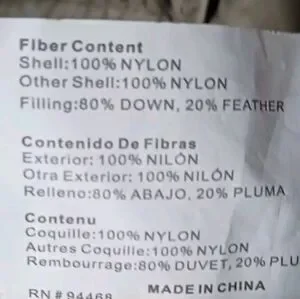 Fiber Content
Shell:100% NYLON
Other Shell:100% NYLON
Filling:80% DOWN, 20% FEATHER
Contenido De Fibras
Exterior: 100% NILÓN
Otra Exterior: 100% NILÓN
Relleno:80% ABAJO, 20% PLUMA
Contenu
Coquille:100% NYLON
Autres Coquille:100% NYLON
Rembourrage:80% DUVET, 20% PLU
MADE IN CHINA
RN # 94468